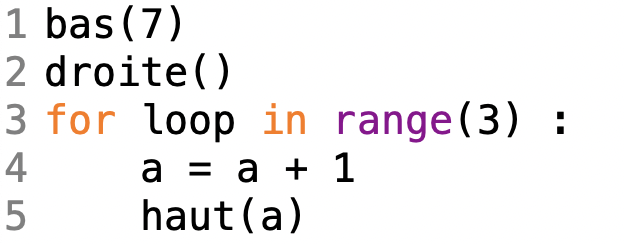 1 bas(7)
2 droite()
3 for loop in range(3) :
4     a = a + 1
5     haut(a)